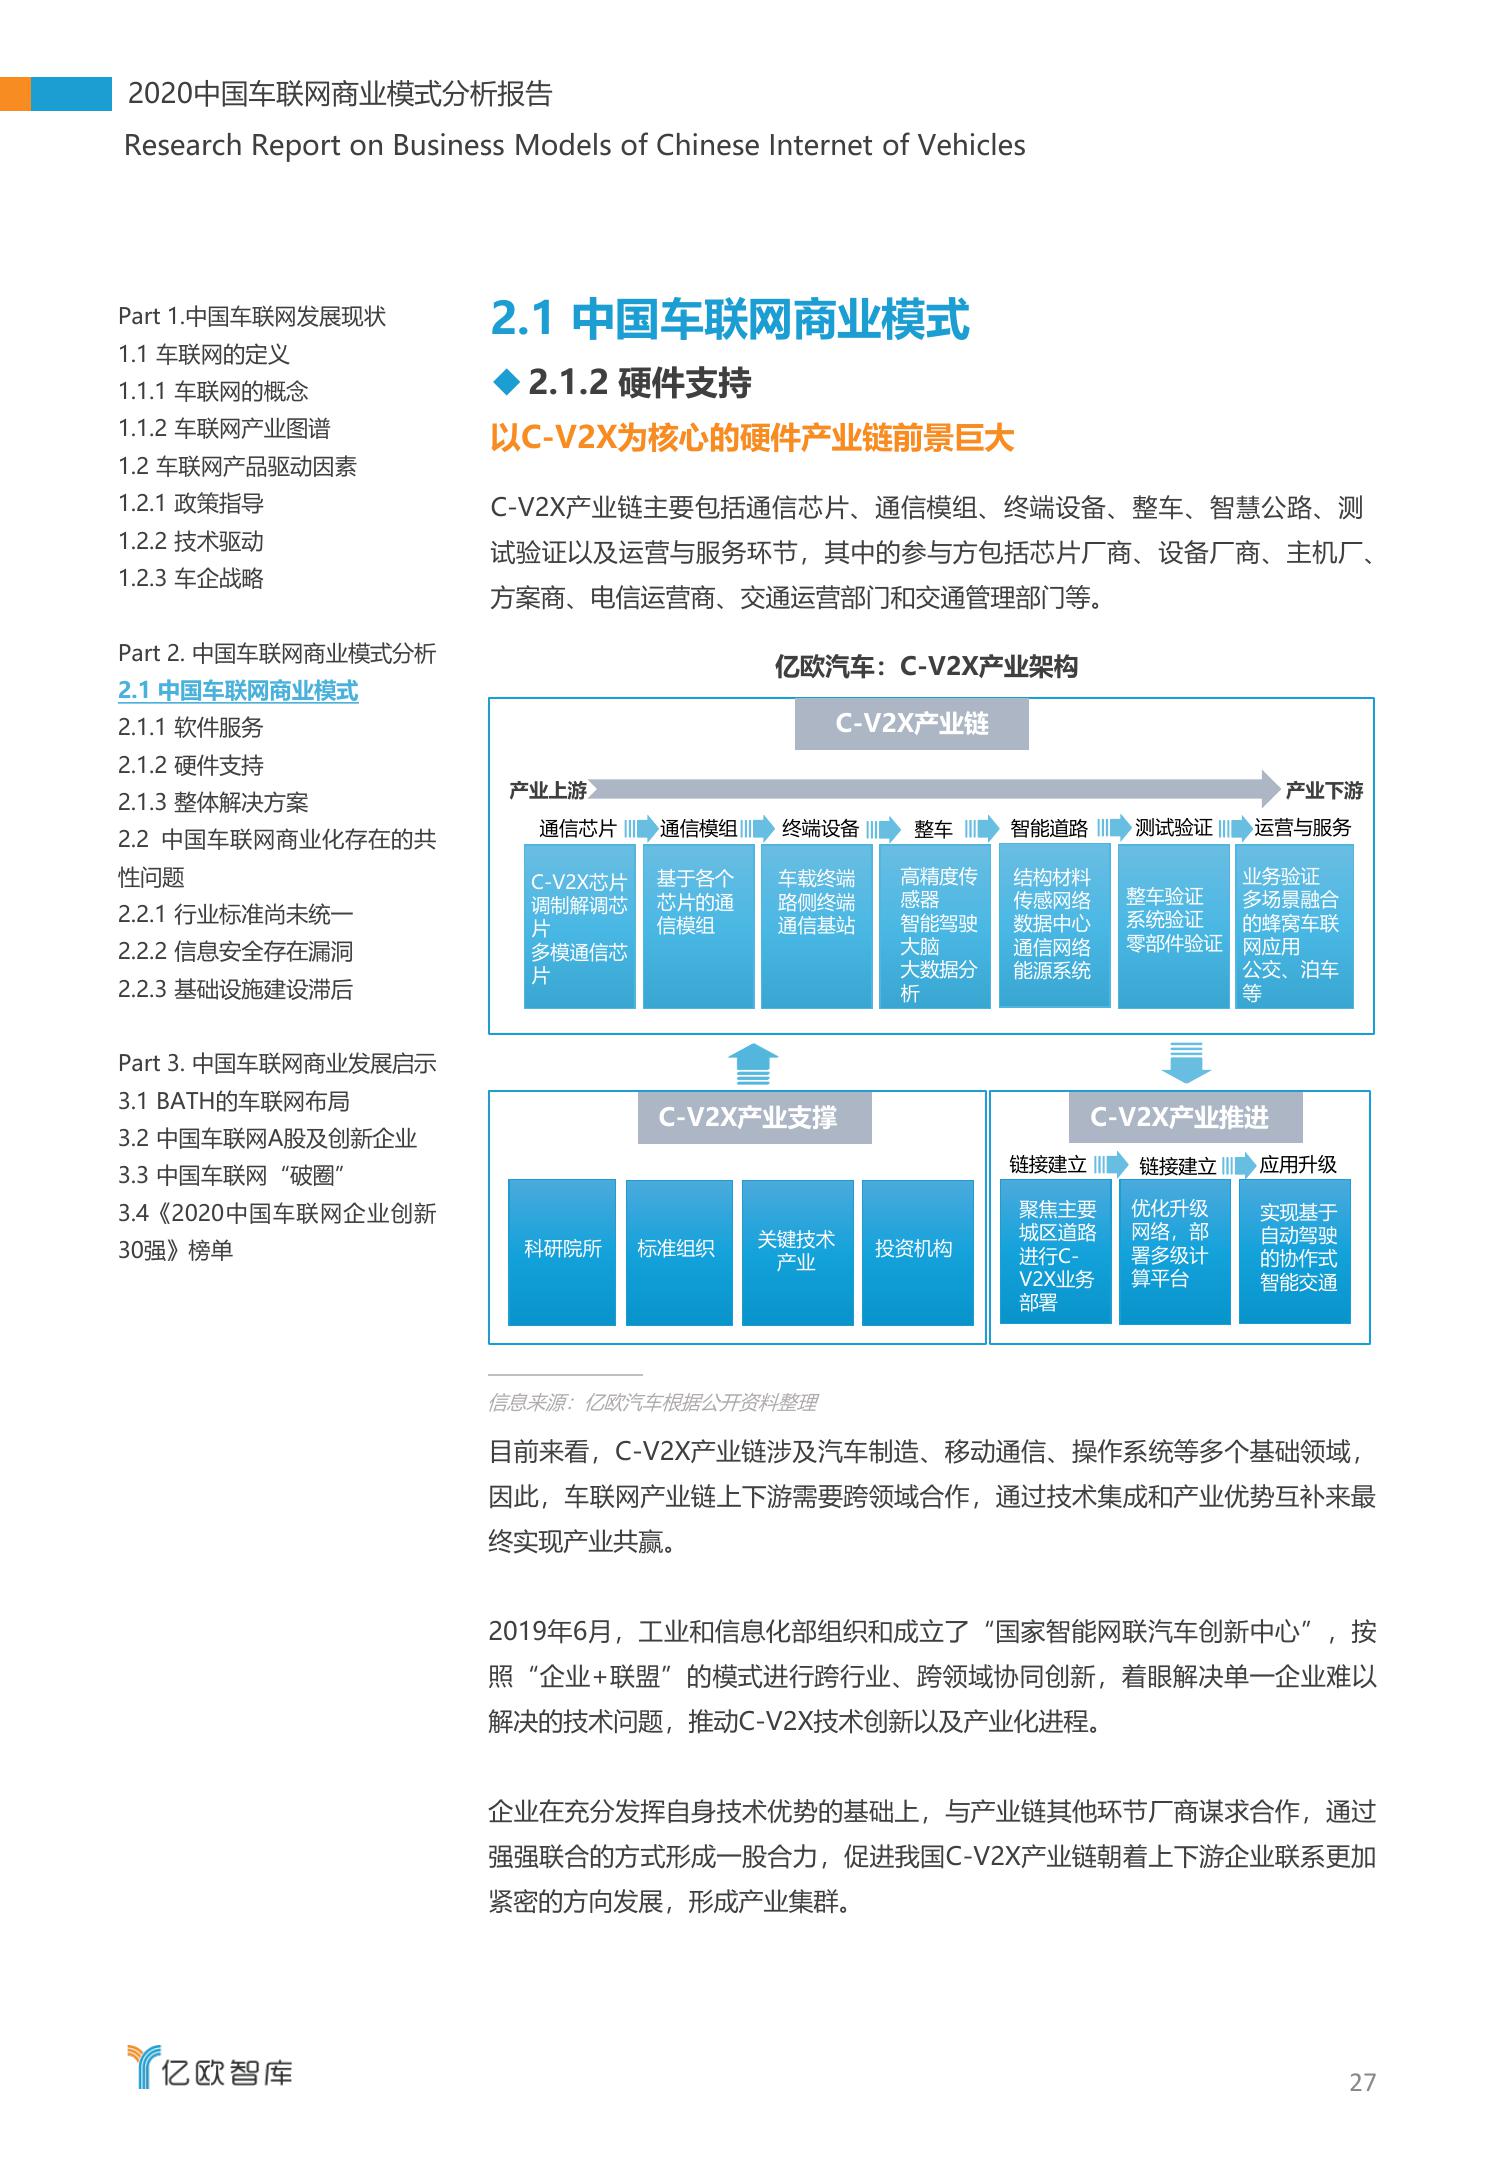 2020中国车联网商业模式分析报告
Research Report on Business Models of Chinese Internet of Vehicles
Part 1.中国车联网发展现状
1.1 车联网的定义
1.1.1 车联网的概念
1.1.2 车联网产业图谱
1.2 车联网产品驱动因素
1.2.1 政策指导
1.2.2 技术驱动
1.2.3 车企战略
Part 2. 中国车联网商业模式分析
2.1 中国车联网商业模式
2.1.1 软件服务
2.1.2 硬件支持
2.1.3 整体解决方案
2.2 中国车联网商业化存在的共
性问题
2.2.1 行业标准尚未统一
2.2.2 信息安全存在漏洞
2.2.3 基础设施建设滞后
Part 3. 中国车联网商业发展启示
3.1 BATH的车联网布局
3.2 中国车联网A股及创新企业
3.3 中国车联网“破圈”
3.4《2020中国车联网企业创新
30强》榜单
2.1 中国车联网商业模式
◆ 2.1.2 硬件支持
以C-V2X为核心的硬件产业链前景巨大
C-V2X产业链主要包括通信芯片、通信模组、终端设备、整车、智慧公路、测
试验证以及运营与服务环节，其中的参与方包括芯片厂商、设备厂商、主机厂、
方案商、电信运营商、交通运营部门和交通管理部门等。
亿欧汽车：C-V2X产业架构
C-V2X产业链
产业上游
产业下游
通信芯片
通信模组
终端设备
整车
智能道路
测试验证
运营与服务
C-V2X芯片
调制解调芯
片
多模通信芯
片
基于各个
芯片的通
信模组
车载终端
路侧终端
通信基站
高精度传
感器
智能驾驶
大脑
大数据分
析
结构材料
传感网络
数据中心
通信网络
能源系统
整车验证
系统验证
零部件验证
业务验证
多场景融合
的蜂窝车联
网应用
公交、泊车
等
C-V2X产业支撑
科研院所
标准组织
关键技术
产业
投资机构
C-V2X产业推进
链接建立
链接建立
应用升级
聚焦主要
城区道路
进行C-
V2X业务
部署
优化升级
网络，部
署多级计
算平台
实现基于
自动驾驶
的协作式
智能交通
信息来源：亿欧汽车根据公开资料整理
目前来看，C-V2X产业链涉及汽车制造、移动通信、操作系统等多个基础领域，
因此，车联网产业链上下游需要跨领域合作，通过技术集成和产业优势互补来最
终实现产业共赢。
2019年6月，工业和信息化部组织和成立了“国家智能网联汽车创新中心”，按
照“企业+联盟”的模式进行跨行业、跨领域协同创新，着眼解决单一企业难以
解决的技术问题，推动C-V2X技术创新以及产业化进程。
企业在充分发挥自身技术优势的基础上，与产业链其他环节厂商谋求合作，通过
强强联合的方式形成一股合力，促进我国C-V2X产业链朝着上下游企业联系更加
紧密的方向发展，形成产业集群。
亿欧智库
27